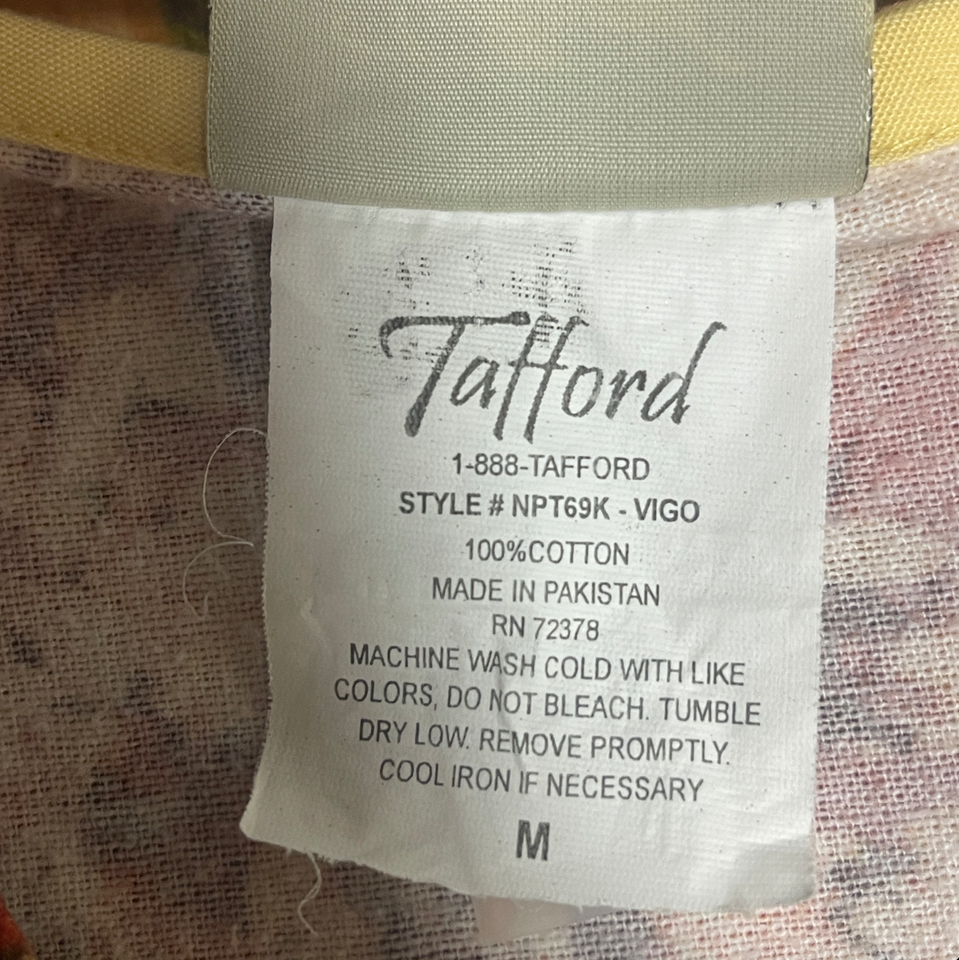 Tafford
1-888-TAFFORD
STYLE # NPT69K - VIGO
100%COTTON
MADE IN PAKISTAN
RN 72378
MACHINE WASH COLD WITH LIKE
COLORS, DO NOT BLEACH. TUMBLE
DRY LOW. REMOVE PROMPTLY.
COOL IRON IF NECESSARY
M